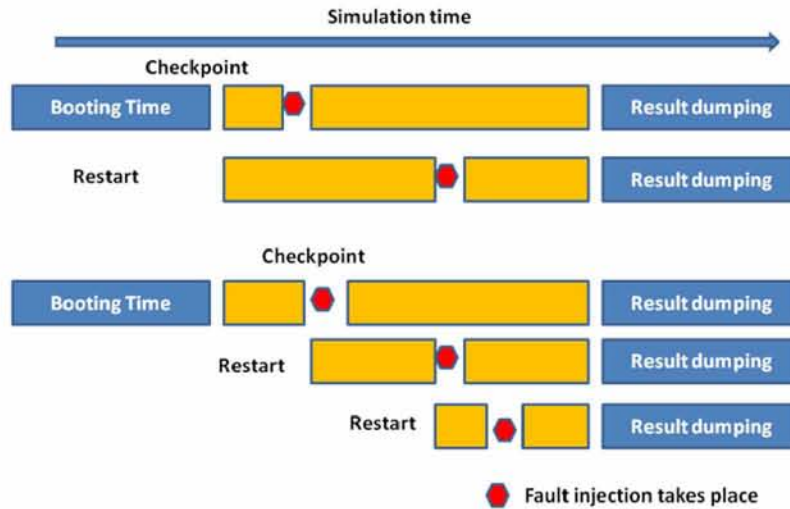 Simulation time
Checkpoint
Booting Time
Result dumping
Restart
Result dumping
Checkpoint
Booting Time
Result dumping
Restart
Result dumping
Restart
Result dumping
Fault injection takes place